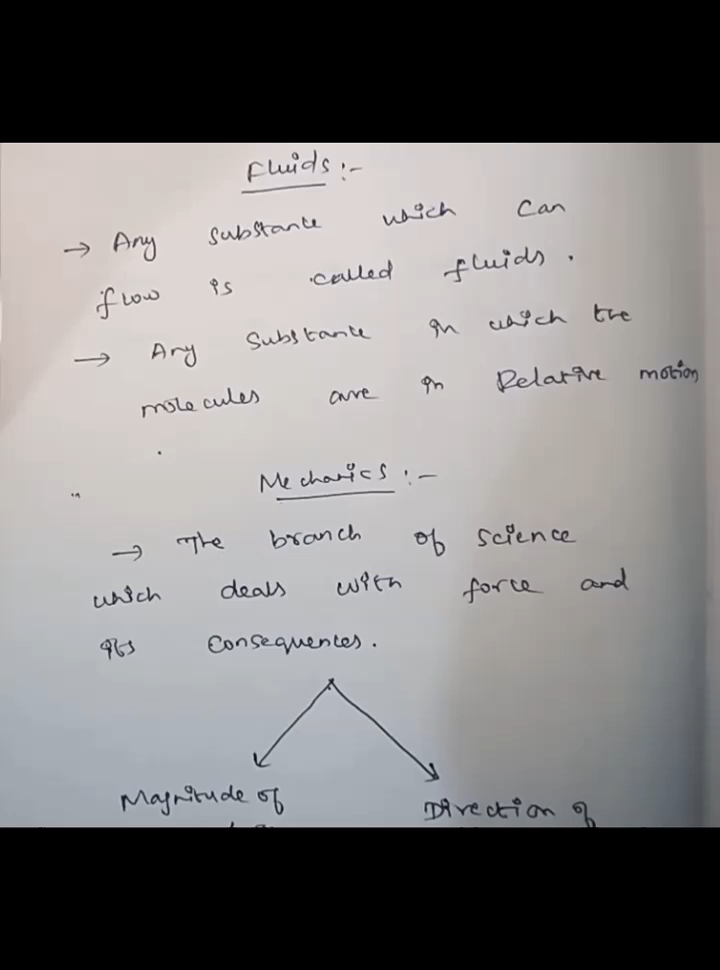 Fluids :-
→ Any substance which can
flow is called fluids.
→ Any substance in which the
molecules are in Relative motion
Mechanics :-
→ The branch of science
which deals with force and
its consequences.
Magnitude of Direction of